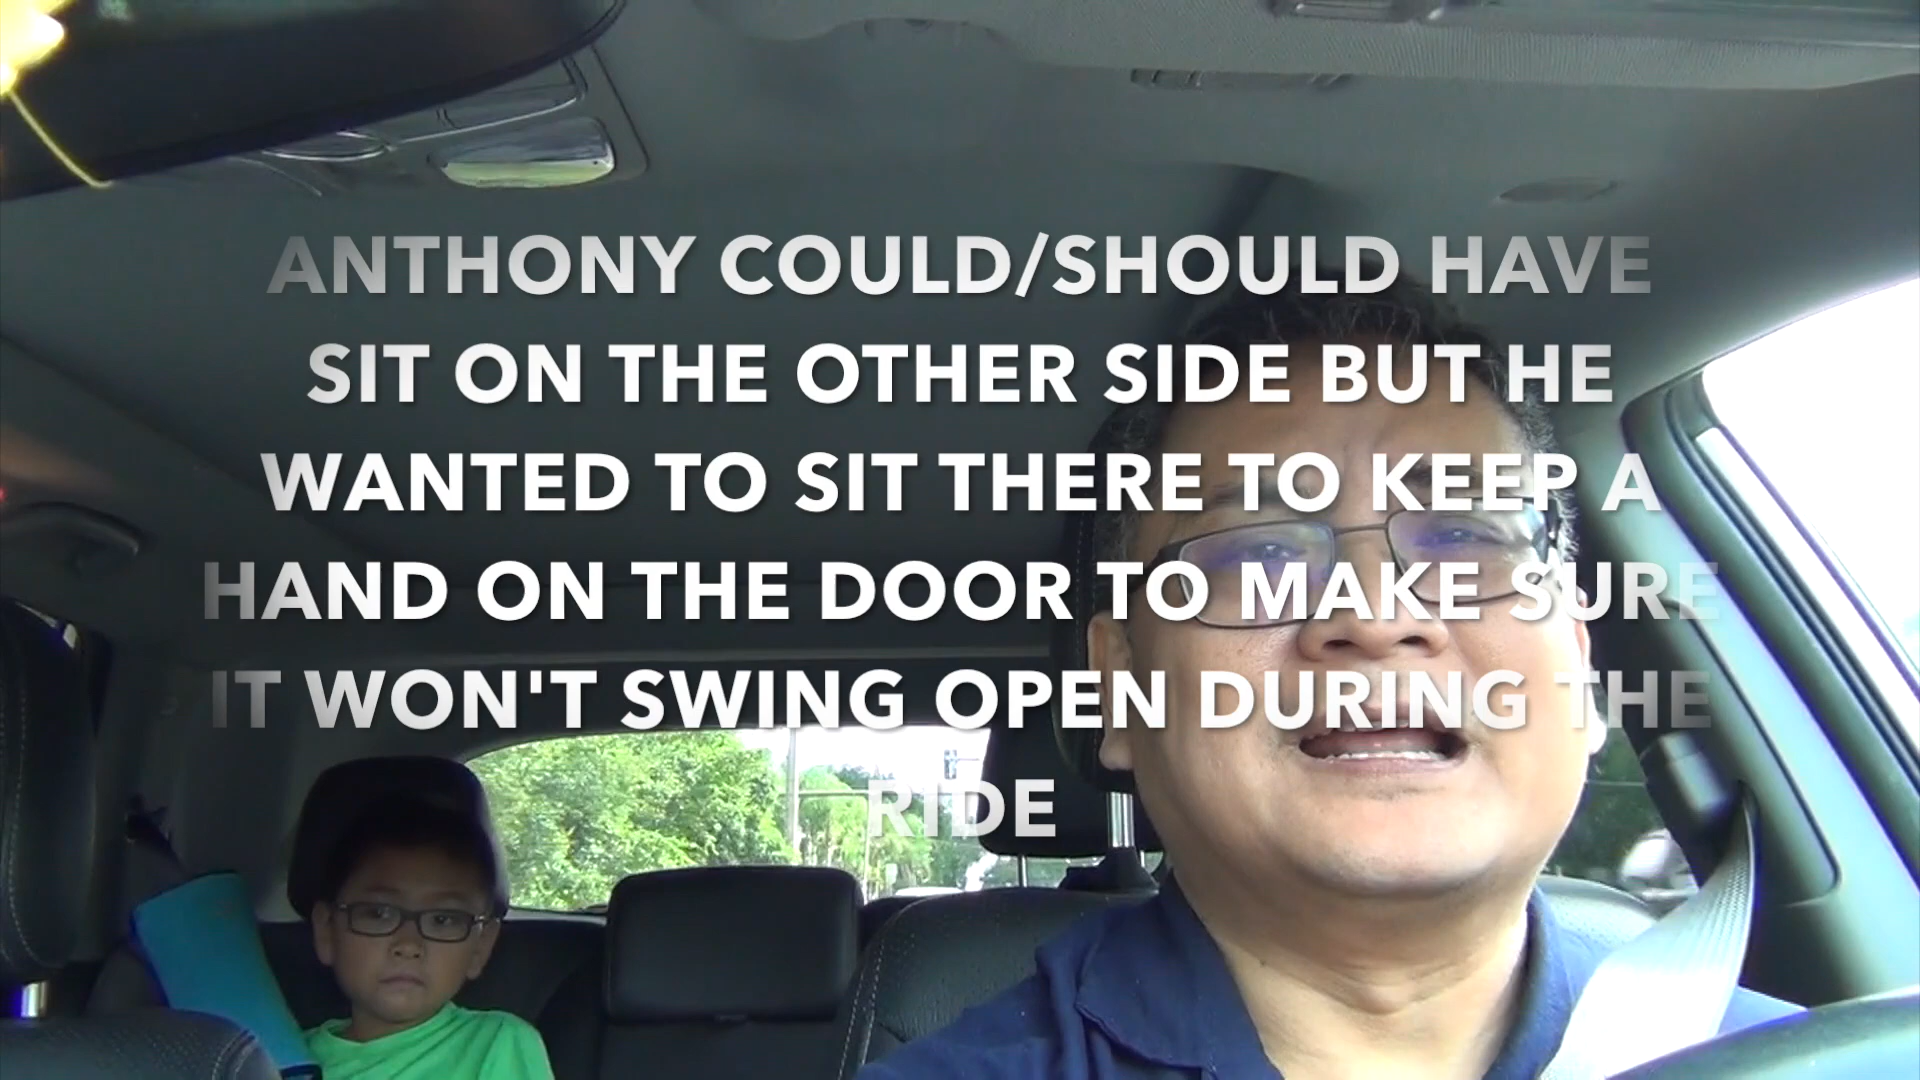 ANTHONY COULD/SHOULD HAVE
SIT ON THE OTHER SIDE BUT HE
WANTED TO SIT THERE TO KEEP A
HAND ON THE DOOR TO MAKE SURE
IT WON'T SWING OPEN DURING THE
RIDE